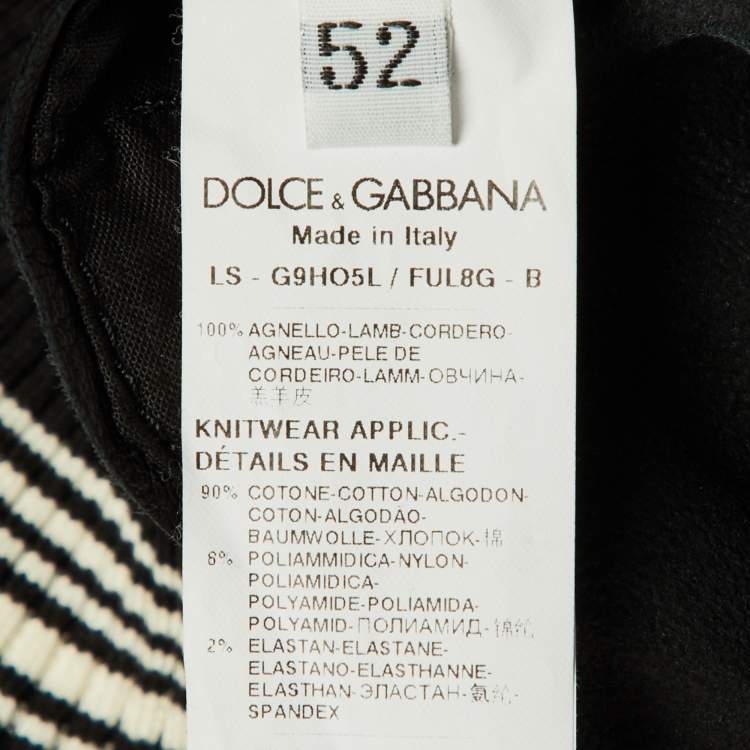 52
DOLCE & GABBANA
Made in Italy
LS - G9HO5L / FUL8G - B
100% AGNELLO-LAMB-CORDERO-
AGNEAU-PELE DE
CORDEIRO-LAMM-ОВЧИНА-
羔羊皮
KNITWEAR APPLIC.-
DÉTAILS EN MAILLE
90% COTONE-COTTON-ALGODON-
COTON-ALGODÃO-
BAUMWOLLE-ХЛОПОК-棉
8% POLIAMMIDICA-NYLON-
POLIAMIDICA-
POLYAMIDE-POLIAMIDA-
POLYAMID-ПОЛИАМИД-锦纶
2% ELASTAN-ELASTANE-
ELASTANO-ELASTHANNE-
ELASTHAN-ЭЛАСТАН-氨纶-
SPANDEX